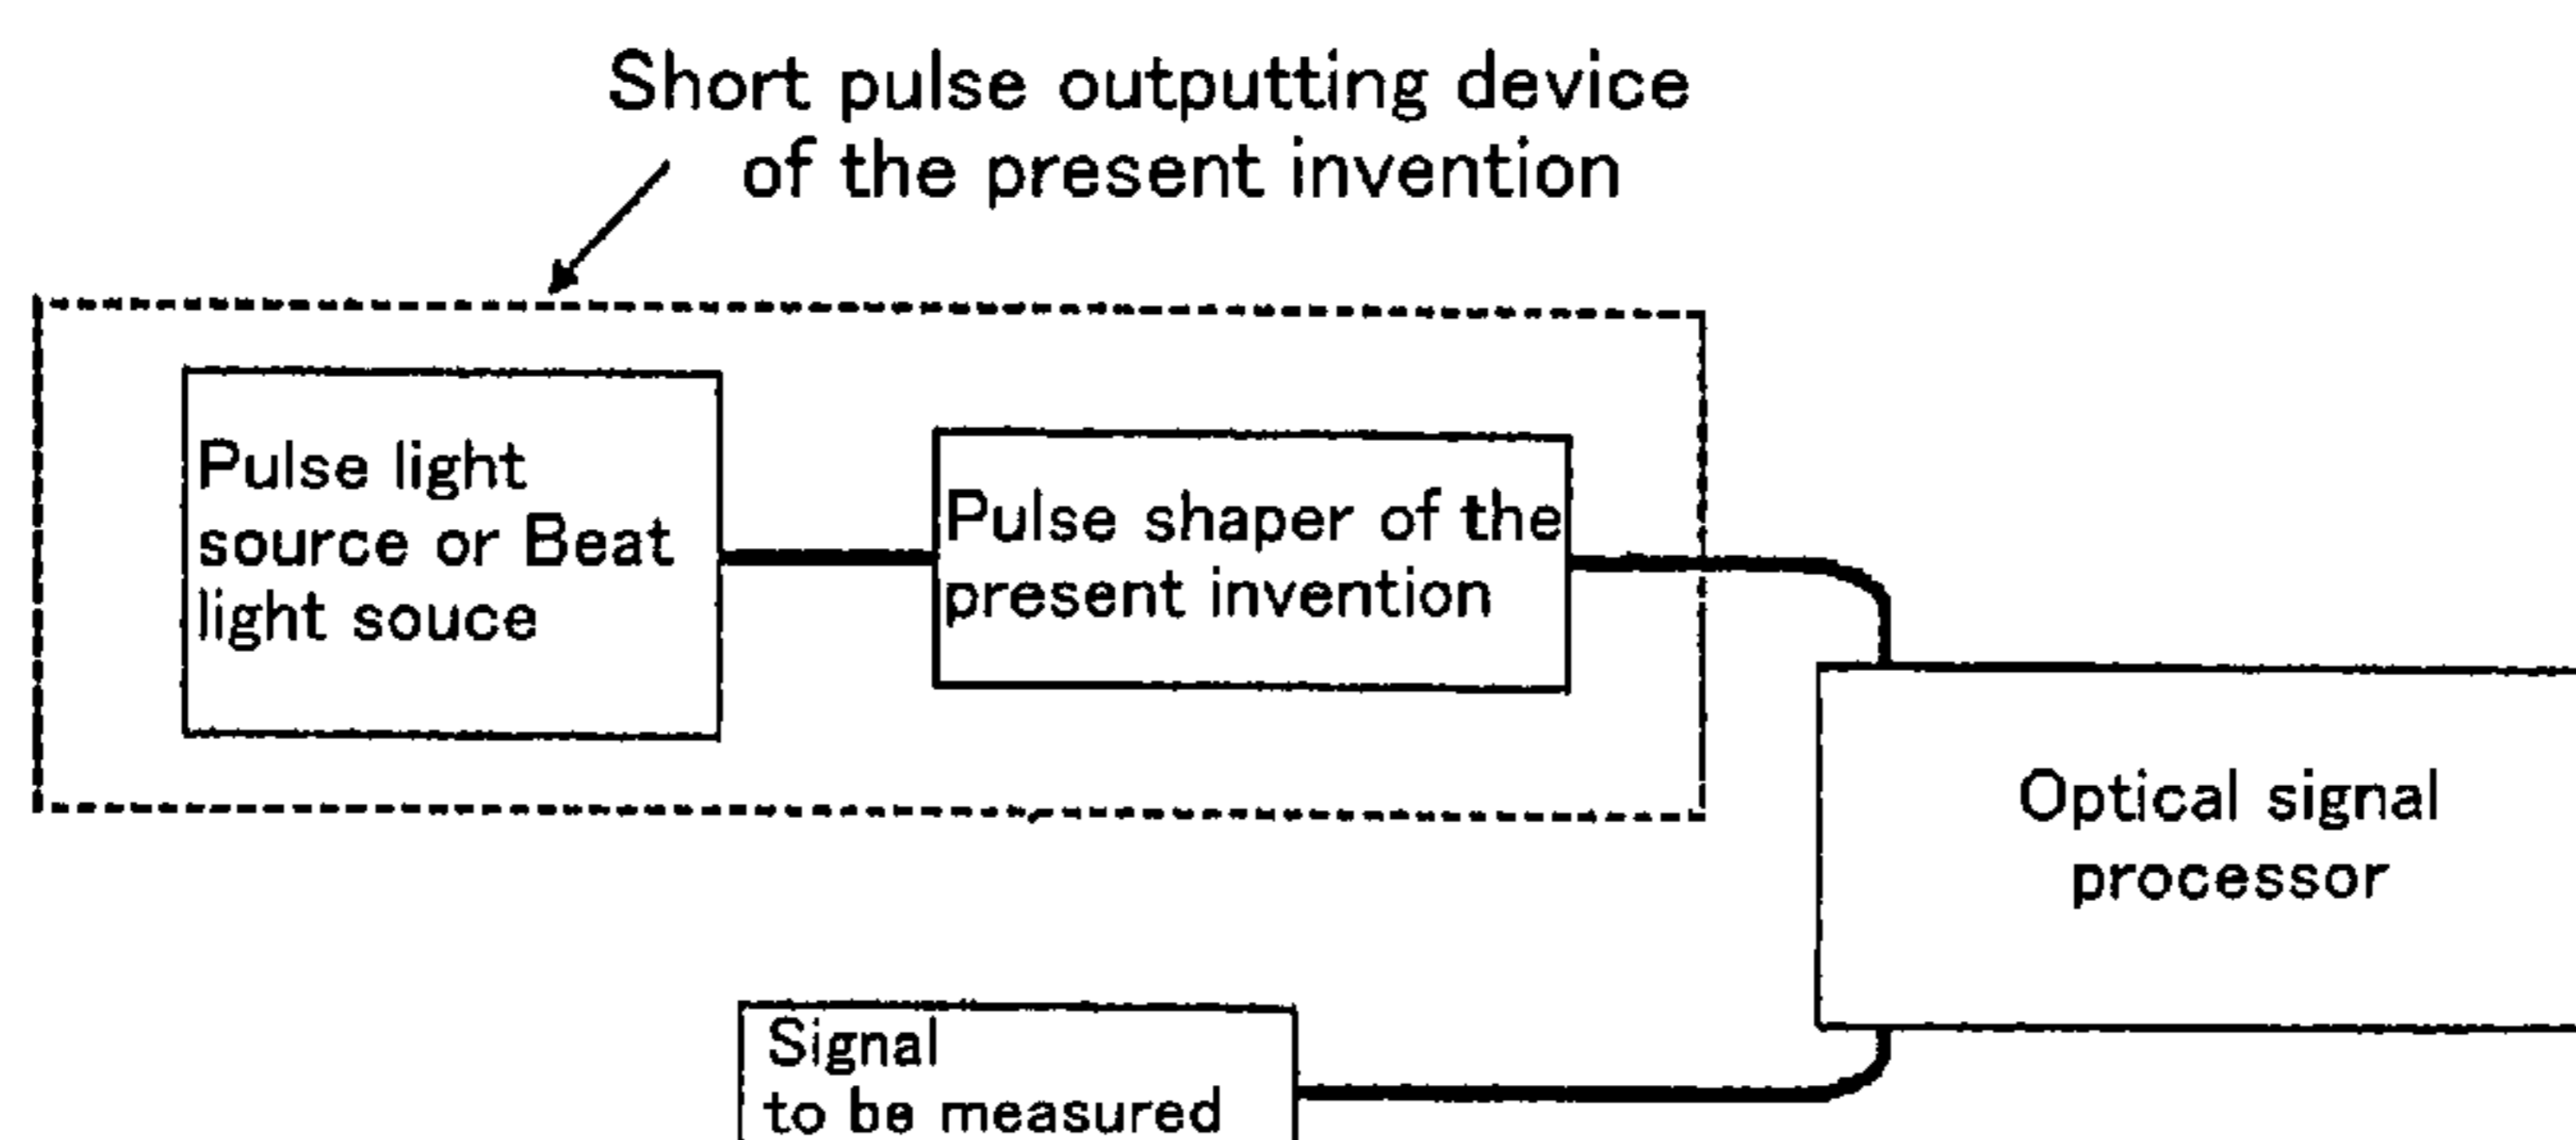 Short pulse outputting device
of the present invention
Pulse light
source or Beat
light souce
Pulse shaper of the
present invention
Optical signal
processor
Signal
to be measured